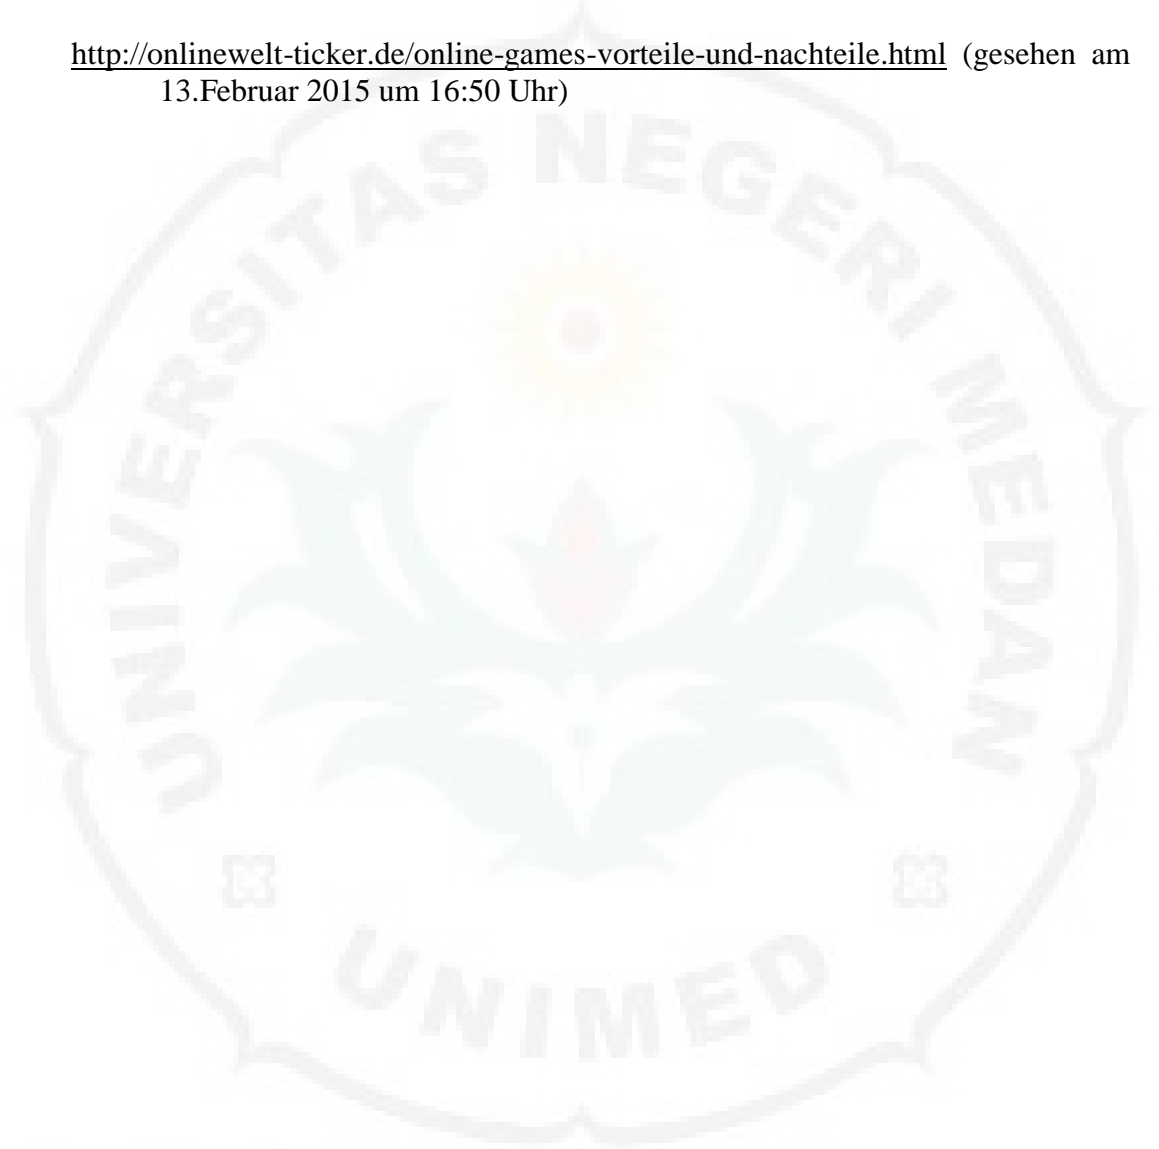 http://onlinewelt-ticker.de/online-games-vorteile-und-nachteile.html (gesehen am
13.Februar 2015 um 16:50 Uhr)
UNIVERSITAS NEGERI MEDAN
UNIMED